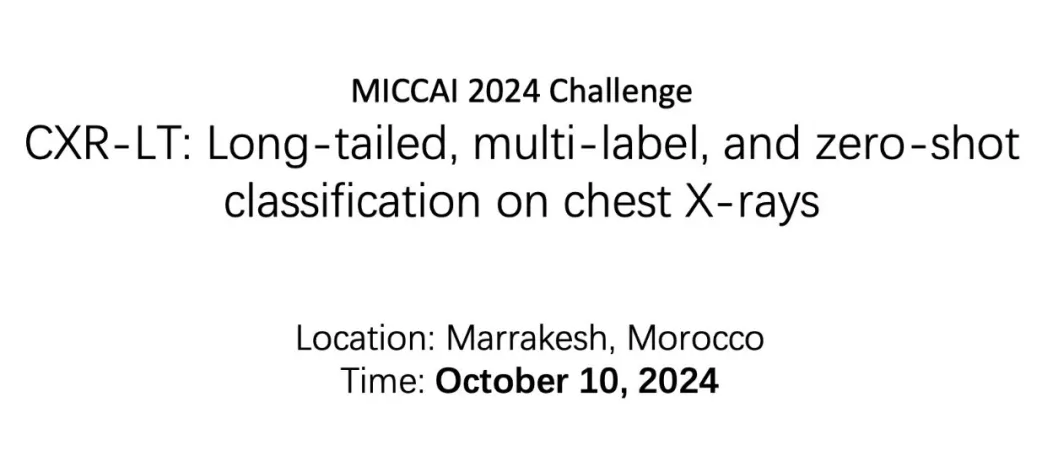 MICCAI 2024 Challenge
CXR-LT: Long-tailed, multi-label, and zero-shot
classification on chest X-rays
Location: Marrakesh, Morocco
Time: October 10, 2024